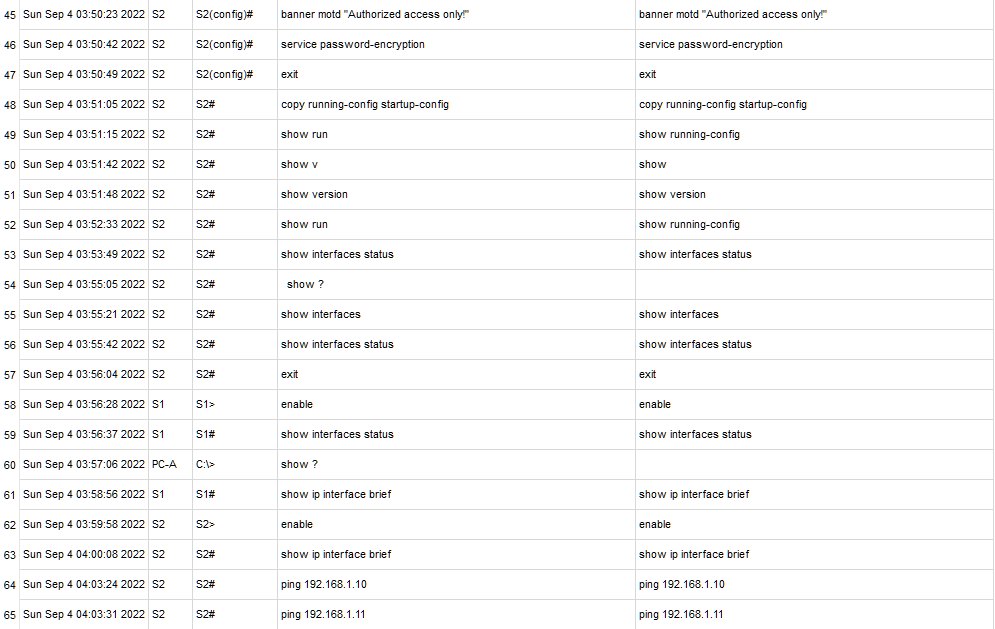 45 Sun Sep 4 03:50:23 2022 S2 S2(config)# banner motd "Authorized access only!" banner motd "Authorized access only!"
46 Sun Sep 4 03:50:42 2022 S2 S2(config)# service password-encryption service password-encryption
47 Sun Sep 4 03:50:49 2022 S2 S2(config)# exit exit
48 Sun Sep 4 03:51:05 2022 S2 S2# copy running-config startup-config copy running-config startup-config
49 Sun Sep 4 03:51:15 2022 S2 S2# show run show running-config
50 Sun Sep 4 03:51:42 2022 S2 S2# show v show
51 Sun Sep 4 03:51:48 2022 S2 S2# show version show version
52 Sun Sep 4 03:52:33 2022 S2 S2# show run show running-config
53 Sun Sep 4 03:53:49 2022 S2 S2# show interfaces status show interfaces status
54 Sun Sep 4 03:55:05 2022 S2 S2# show ?
55 Sun Sep 4 03:55:21 2022 S2 S2# show interfaces show interfaces
56 Sun Sep 4 03:55:42 2022 S2 S2# show interfaces status show interfaces status
57 Sun Sep 4 03:56:04 2022 S2 S2# exit exit
58 Sun Sep 4 03:56:28 2022 S1 S1> enable enable
59 Sun Sep 4 03:56:37 2022 S1 S1# show interfaces status show interfaces status
60 Sun Sep 4 03:57:06 2022 PC-A C:\> show ?
61 Sun Sep 4 03:58:56 2022 S1 S1# show ip interface brief show ip interface brief
62 Sun Sep 4 03:59:58 2022 S2 S2> enable enable
63 Sun Sep 4 04:00:08 2022 S2 S2# show ip interface brief show ip interface brief
64 Sun Sep 4 04:03:24 2022 S2 S2# ping 192.168.1.10 ping 192.168.1.10
65 Sun Sep 4 04:03:31 2022 S2 S2# ping 192.168.1.11 ping 192.168.1.11